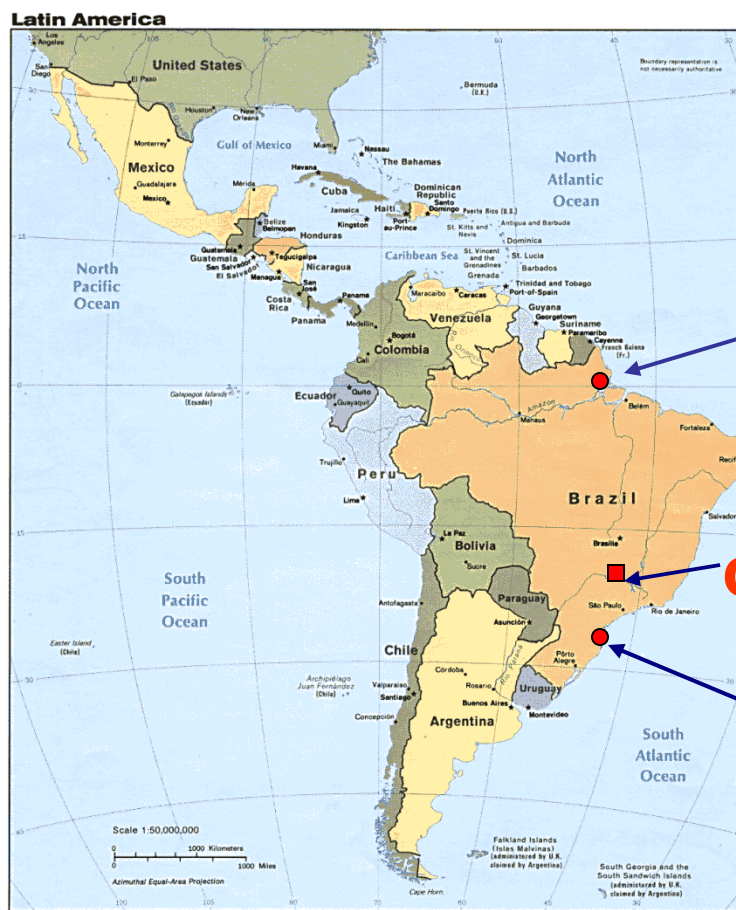 Latin America
Los
Angeles
San
Diego
El Paso
United States
Houston
New
Orleans
Miami
Bermuda
(U.K.)
Boundary representation is
not necessarily authoritative
Monterrey
Gulf of Mexico
Nassau
The Bahamas
North
Atlantic
Ocean
Mexico
Guadalajara
Mexico
Mérida
Havana
Cuba
Dominican
Republic
Santo
Domingo
Haiti
Port-
au-Prince
Puerto Rico (U.S.)
Jamaica
Kingston
Belize
Belmopan
Honduras
Tegucigalpa
Guatemala
Guatemala
San Salvador
El Salvador
Nicaragua
Managua
San
José
Costa
Rica
Panama
Panama
Caribbean Sea
St. Kitts
and Nevis
Antigua and Barbuda
Dominica
St. Lucia
St. Vincent
and the
Grenadines
Barbados
Grenada
Trinidad and Tobago
Port-of-Spain
North
Pacific
Ocean
Maracaibo
Caracas
Venezuela
Rio Orinoco
Guyana
Georgetown
Suriname
Paramaribo
Cayenne
French Guiana
(Fr.)
Medellín
Bogotá
Colombia
Cali
Galapagos Islands
(Ecuador)
Ecuador
Quito
Guayaquil
Amazon
Manaus
Belém
Fortaleza
Recif
Trujillo
Peru
Lima
Brazil
Salvador
Brasília
La Paz
Bolivia
Sucre
South
Pacific
Ocean
Antofagasta
Paraguay
Asunción
São Paulo
Rio de Janeiro
Easter Island
(Chile)
Chile
Rio Paraná
Pôrto
Alegre
Córdoba
Archipiélago
Juan Fernández
(Chile)
Valparaíso
Santiago
Rosario
Uruguay
Buenos Aires
Montevideo
Concepción
Argentina
South
Atlantic
Ocean
Scale 1:50,000,000
0 1000 Kilometers
0 1000 Miles
Azimuthal Equal-Area Projection
Falkland Islands
(Islas Malvinas)
(administered by U.K.
claimed by Argentina)
South Georgia and the
South Sandwich Islands
(administered by U.K.
claimed by Argentina)
Cape Horn